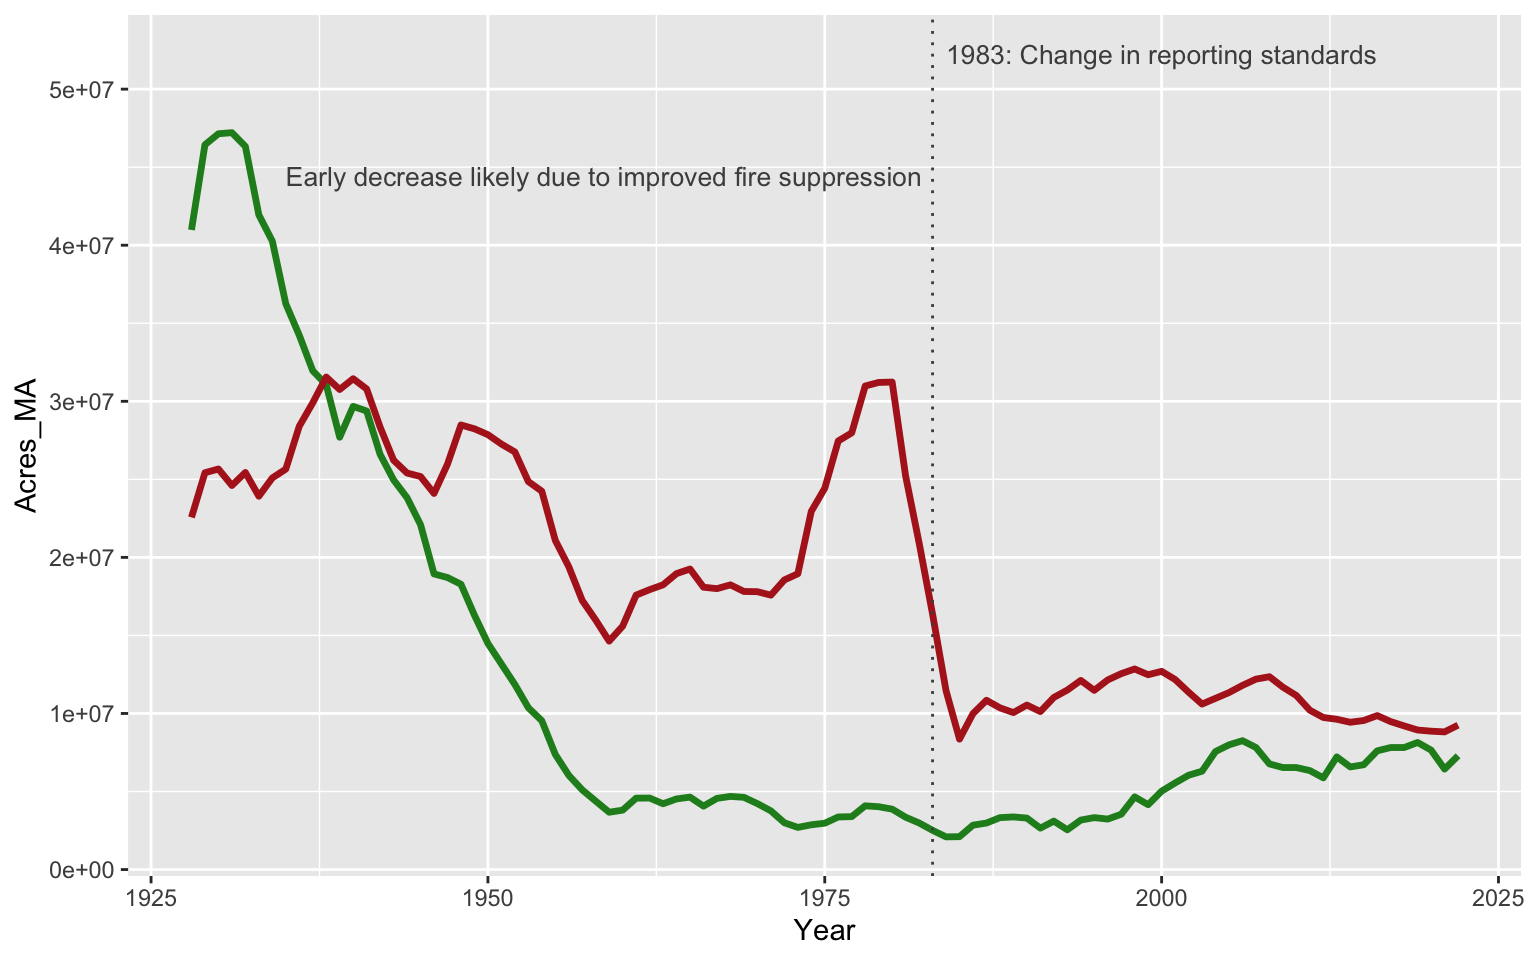 1983: Change in reporting standards
Early decrease likely due to improved fire suppression
5e+07
4e+07
3e+07
2e+07
1e+07
0e+00
Acres_MA
1925 1950 1975 2000 2025
Year